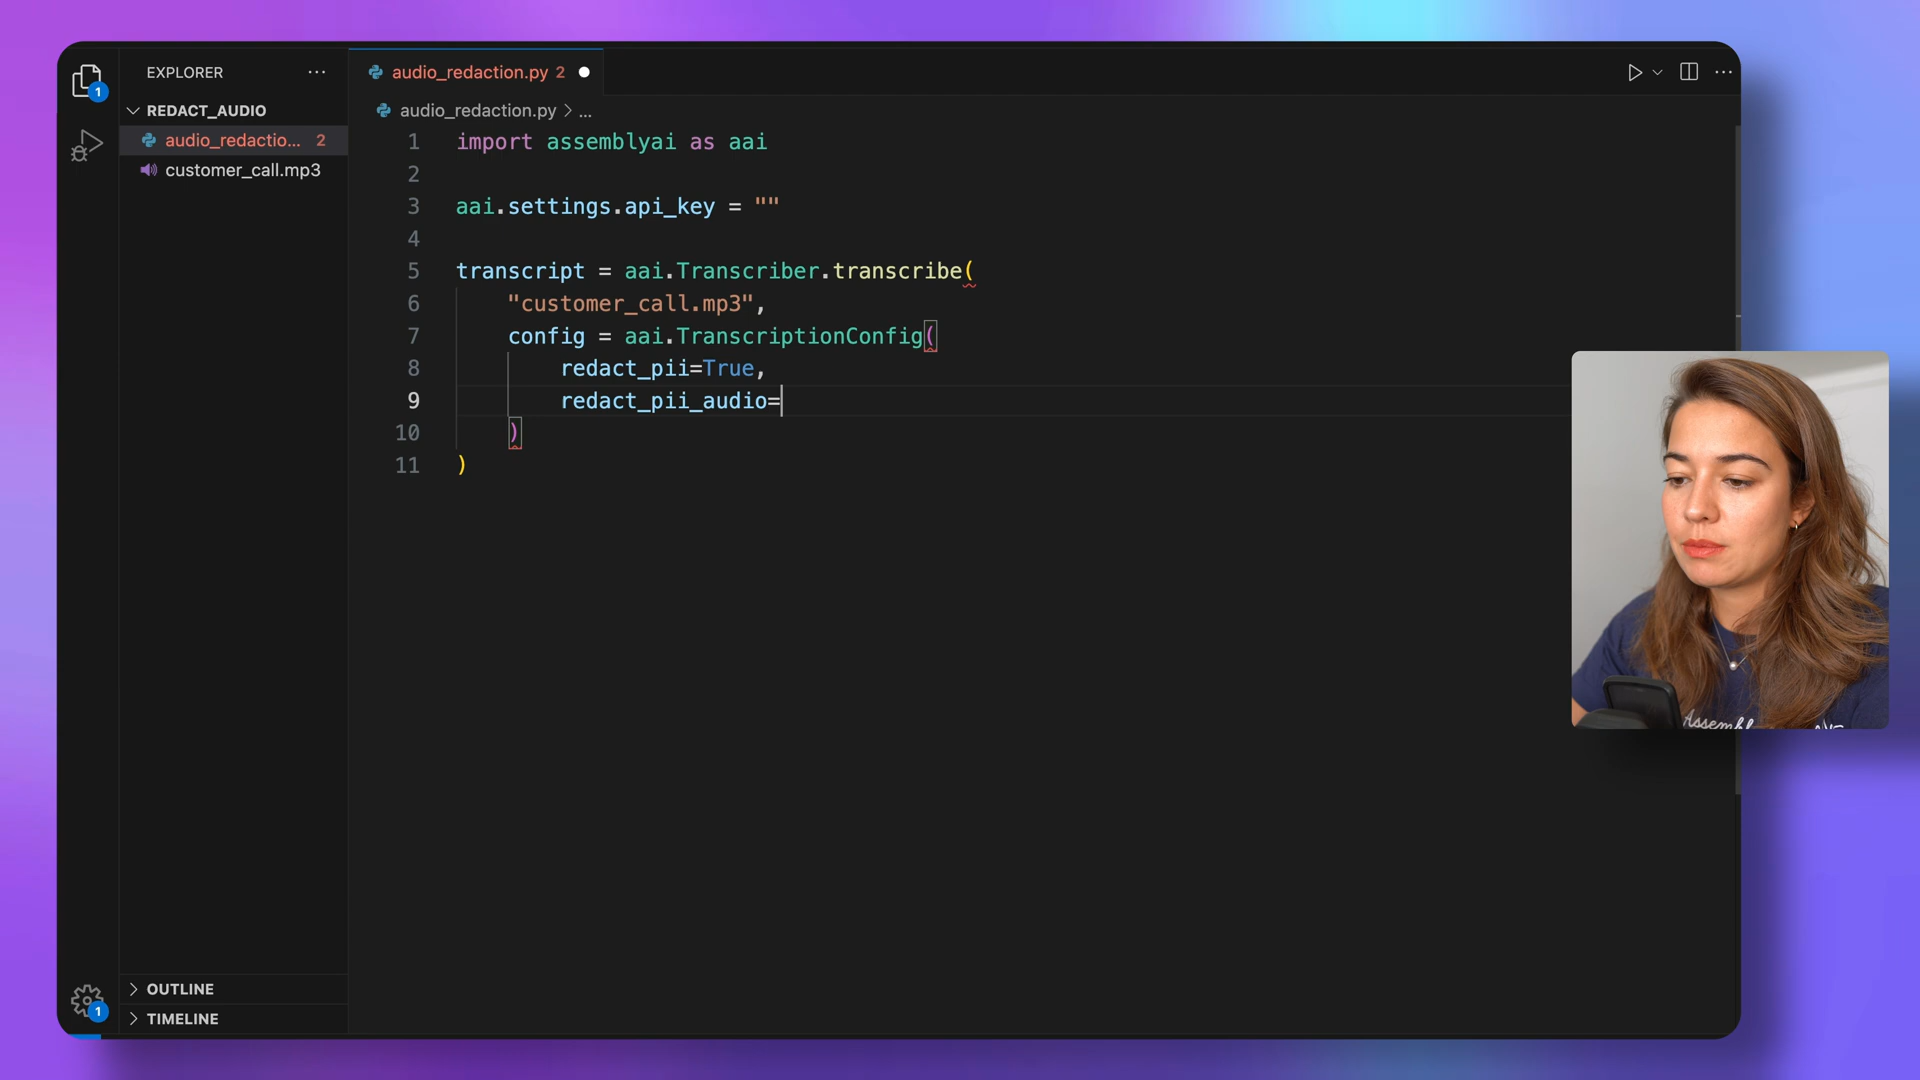 EXPLORER
REDACT_AUDIO
audio_redactio... 2
customer_call.mp3
OUTLINE
TIMELINE
1
1
audio_redaction.py 2
audio_redaction.py > ...
1 import assemblyai as aai
2
3 aai.settings.api_key = ""
4
5 transcript = aai.Transcriber.transcribe(
6 "customer_call.mp3",
7 config = aai.TranscriptionConfig(
8 redact_pii=True,
9 redact_pii_audio=
10 )
11 )